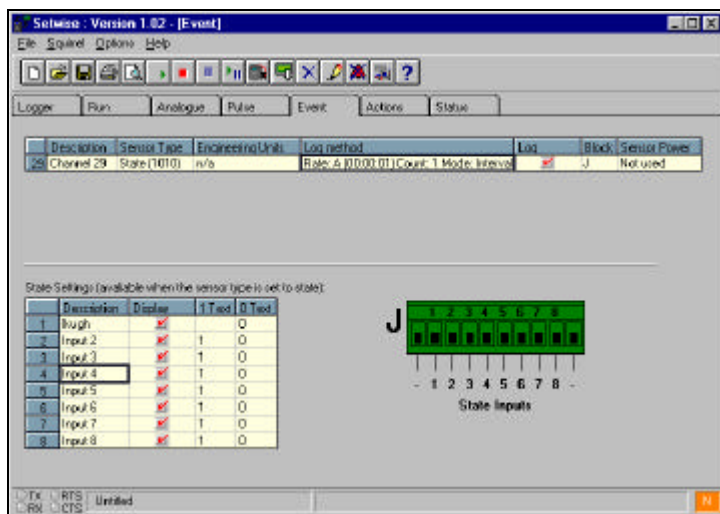 Setwise : Version 1.02 - [Event]
File Squirrel Options Help
Logger Run Analogue Pulse Event Actions Status
Description Sensor Type Engineering Units Log method Log Block Sensor Power
29 Channel 29 State (1010) n/a Rate: A [00:00:01] Count: 1 Mode: Interval J Not used
State Settings (available when the sensor type is set to state):
Description Display 1 Text 0 Text
1 0
2 Input 2 1 0
3 Input 3 1 0
4 Input 4 1 0
5 Input 5 1 0
6 Input 6 1 0
7 Input 7 1 0
8 Input 8 1 0
J
1 2 3 4 5 6 7 8
- 1 2 3 4 5 6 7 8 -
State Inputs
TX RTS Untitled N
RX CTS